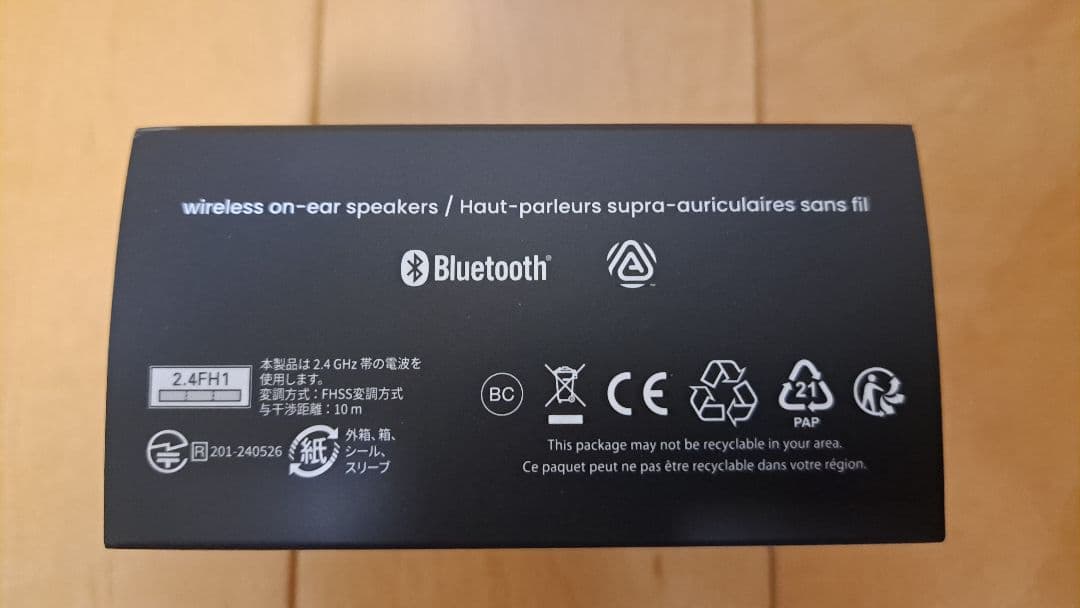 wireless on-ear speakers / Haut-parleurs supra-auriculaires sans fil
Bluetooth®
™
2.4FH1
本製品は 2.4 GHz 帯の電波を
使用します。
変調方式：FHSS変調方式
与干渉距離：10 m
R 201-240526
紙
外箱、箱、
シール、
スリーブ
BC
CE
21
PAP
This package may not be recyclable in your area.
Ce paquet peut ne pas être recyclable dans votre région.